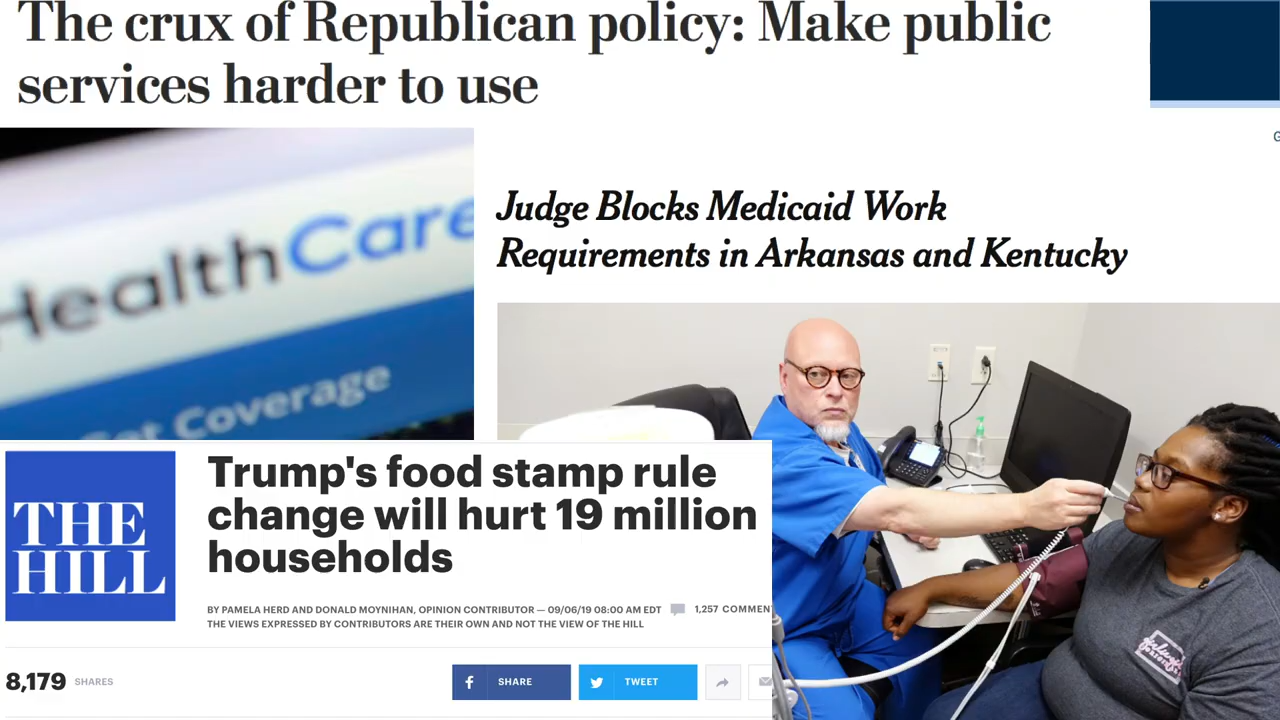 The crux of Republican policy: Make public
services harder to use
G
HealthCare
Get Coverage
Judge Blocks Medicaid Work
Requirements in Arkansas and Kentucky
THE
HILL
Trump's food stamp rule
change will hurt 19 million
households
BY PAMELA HERD AND DONALD MOYNIHAN, OPINION CONTRIBUTOR — 09/06/19 08:00 AM EDT 1,257 COMMEN
THE VIEWS EXPRESSED BY CONTRIBUTORS ARE THEIR OWN AND NOT THE VIEW OF THE HILL
8,179 SHARES
SHARE
TWEET